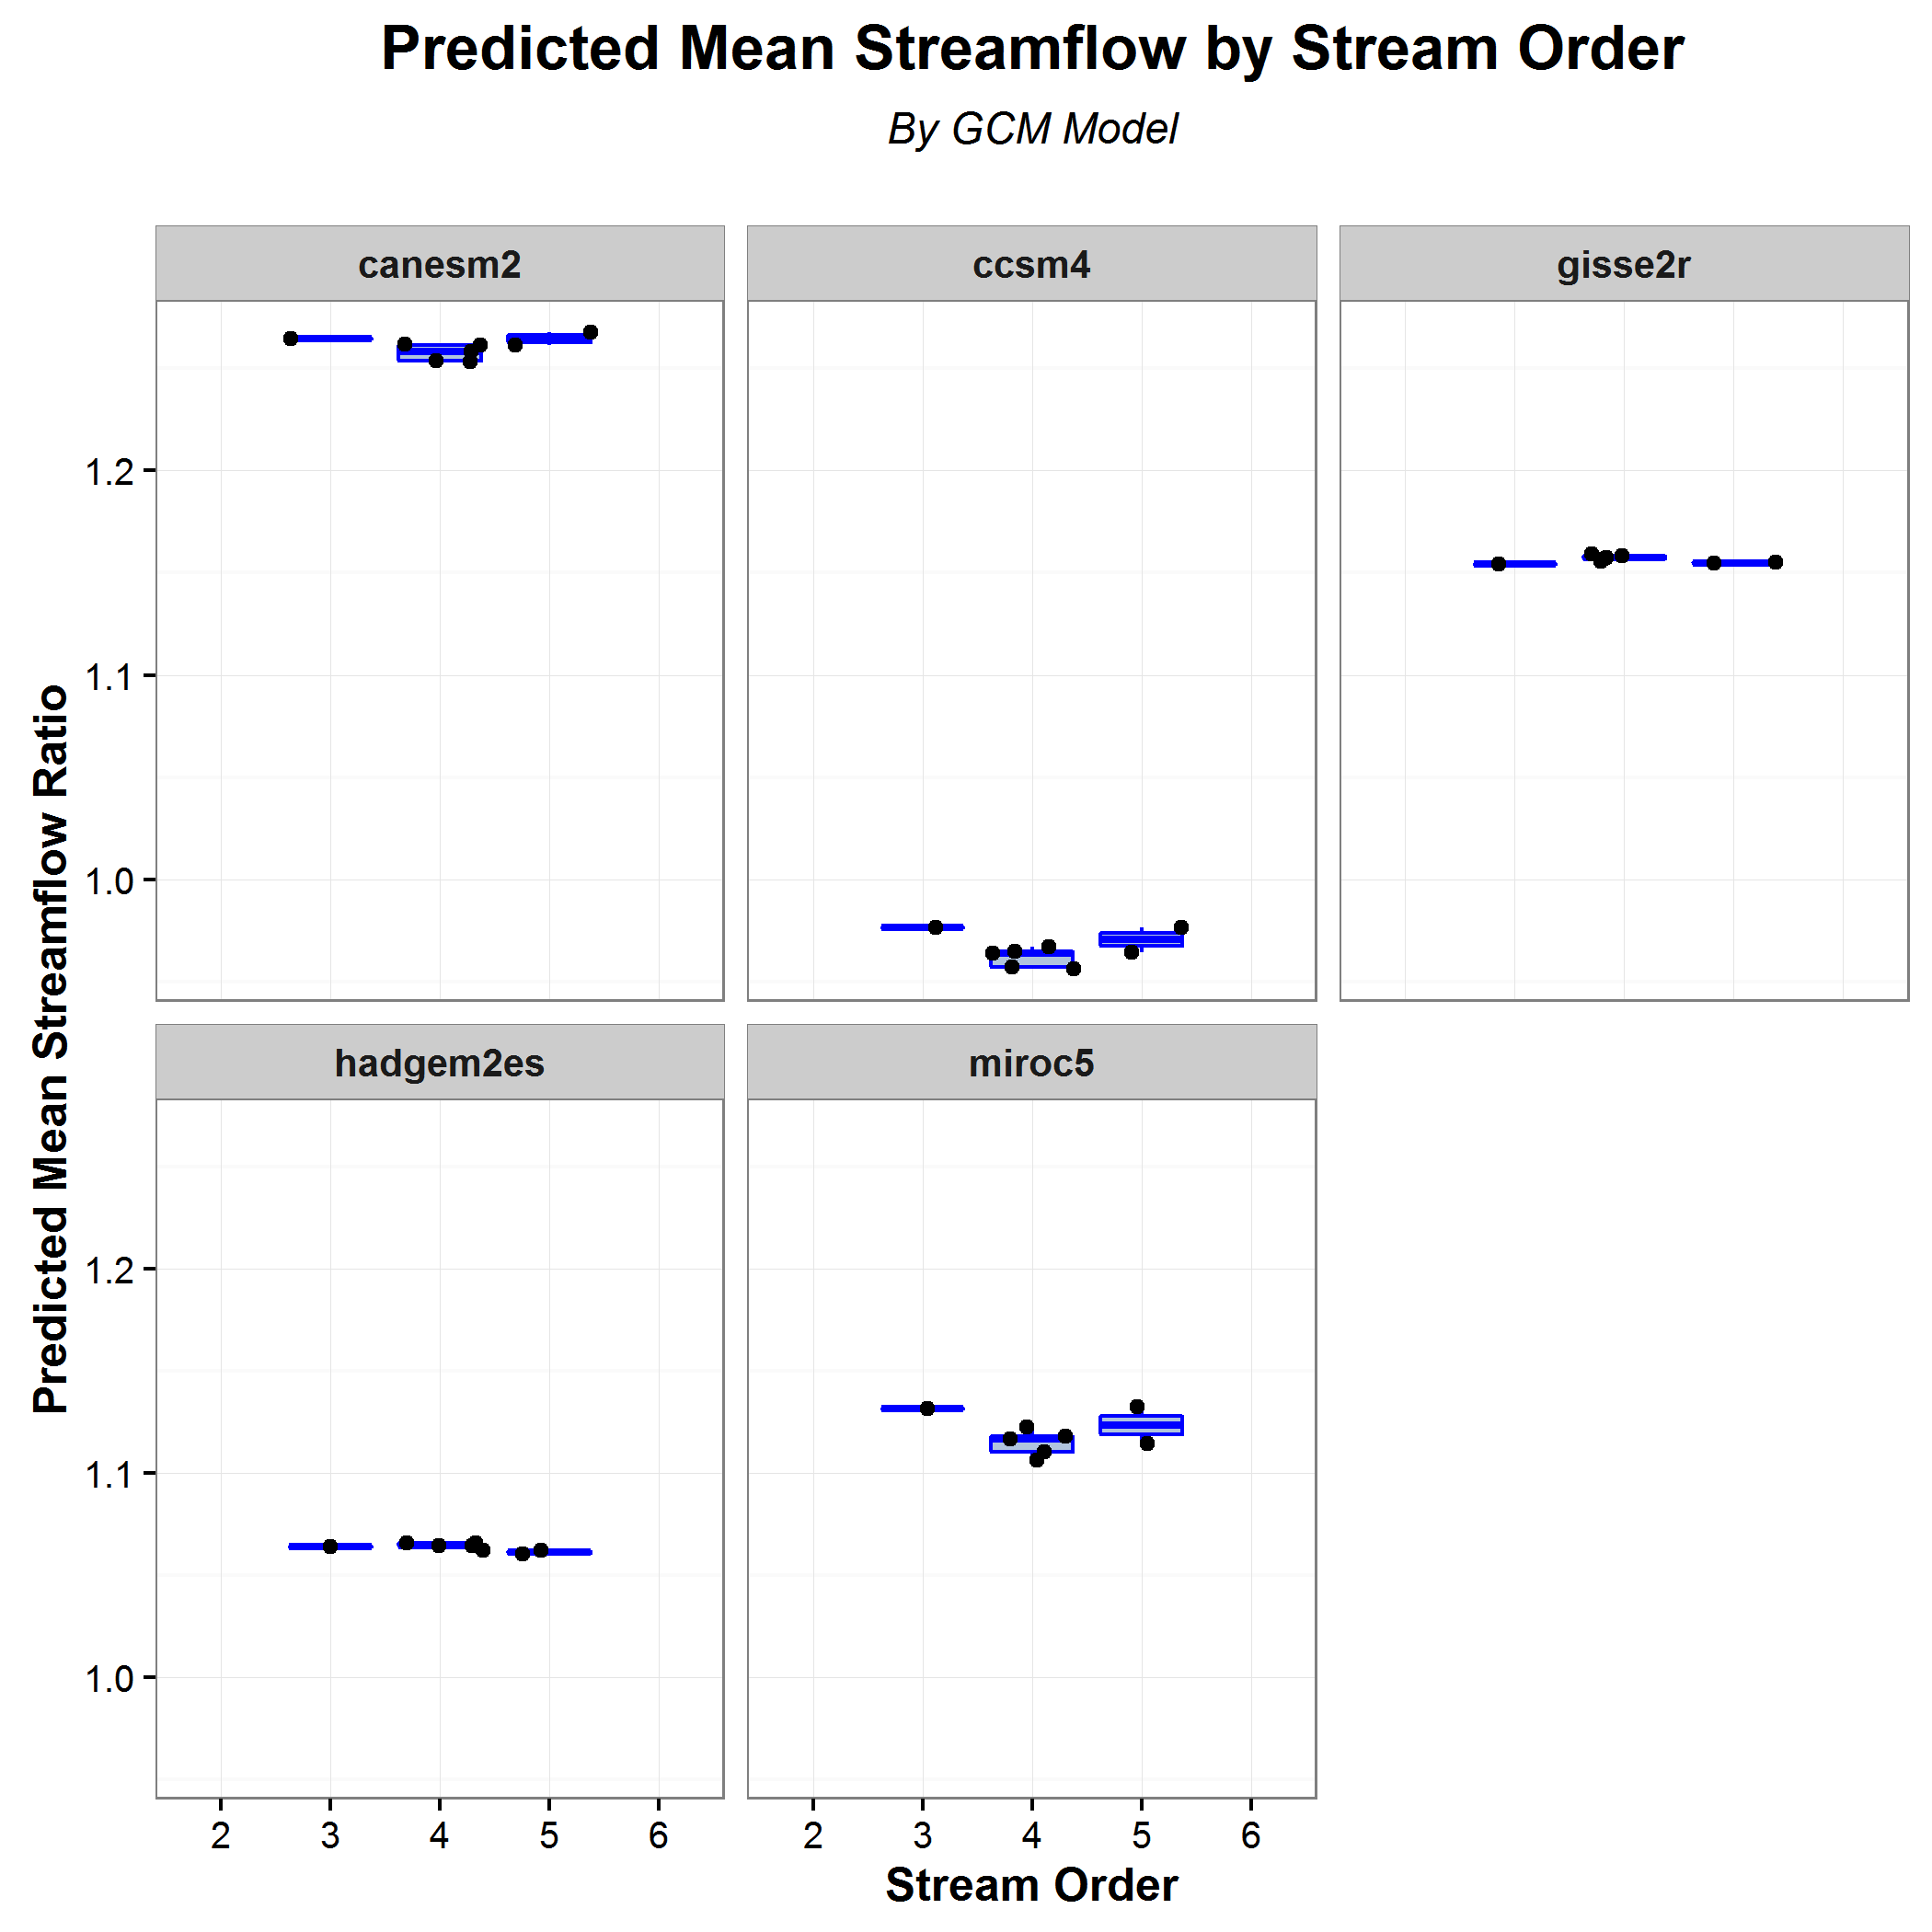 Predicted Mean Streamflow by Stream Order
By GCM Model
canesm2
ccsm4
gisse2r
1.2
1.1
1.0
hadgem2es
miroc5
1.2
1.1
1.0
2 3 4 5 6
2 3 4 5 6
Stream Order
Predicted Mean Streamflow Ratio